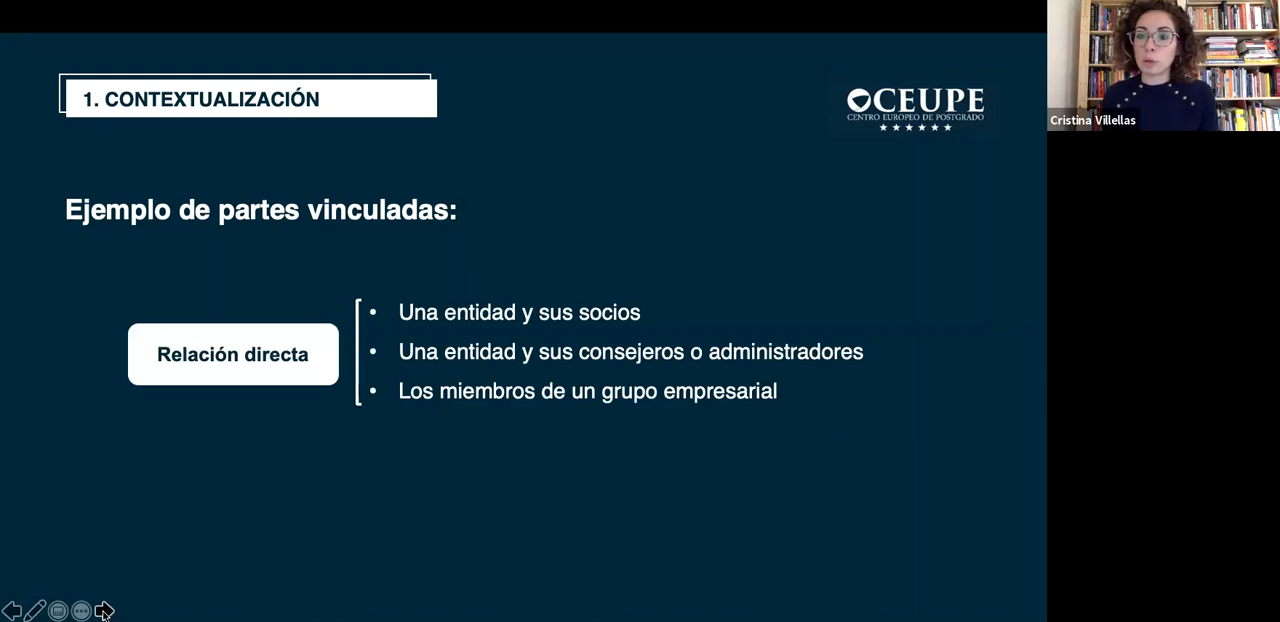 1. CONTEXTUALIZACIÓN
CEUPE
CENTRO EUROPEO DE POSTGRADO
Cristina Villellas
Ejemplo de partes vinculadas:
Relación directa
• Una entidad y sus socios
• Una entidad y sus consejeros o administradores
• Los miembros de un grupo empresarial